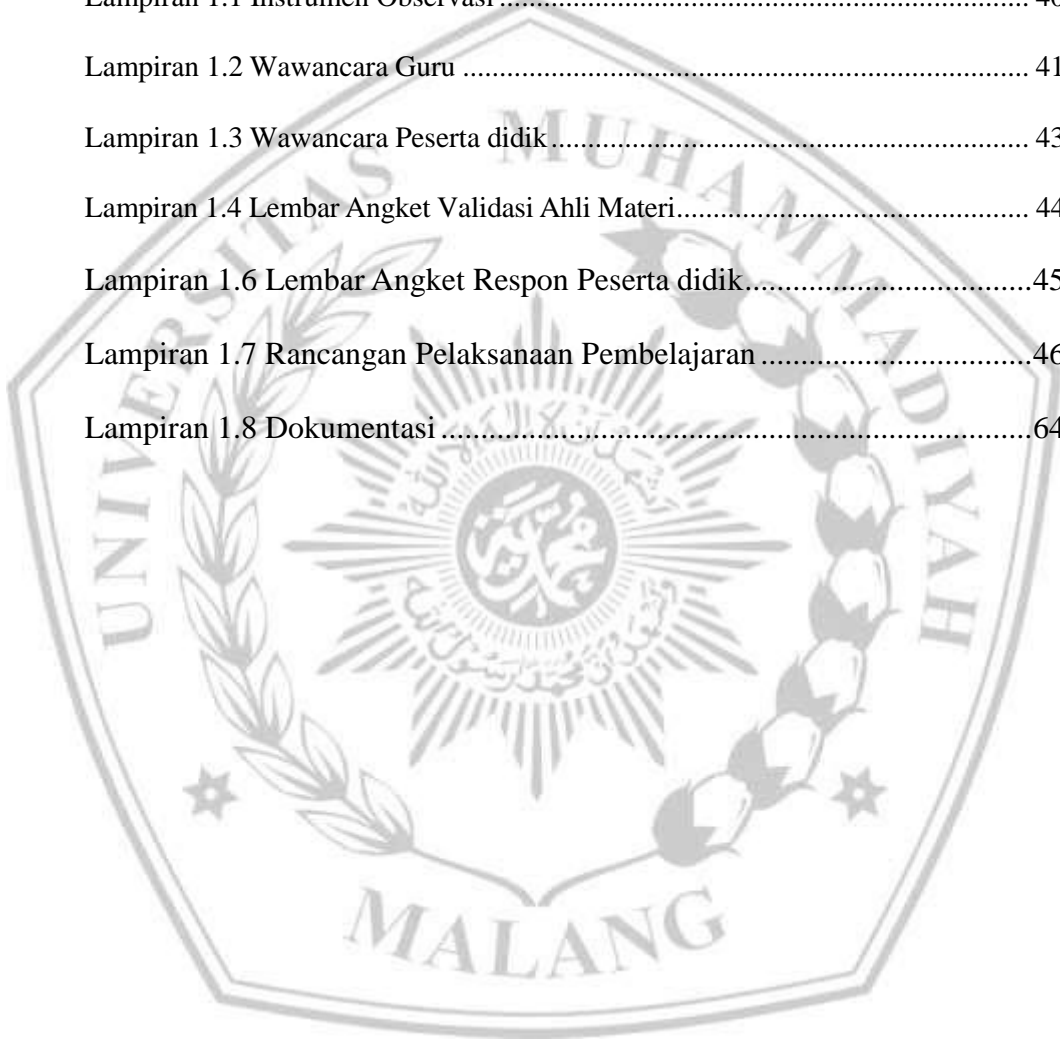 Lampiran 1.1 Instrumen Observasi ........................................................................ 40
Lampiran 1.2 Wawancara Guru ............................................................................. 41
Lampiran 1.3 Wawancara Peserta didik ................................................................. 43
Lampiran 1.4 Lembar Angket Validasi Ahli Materi ................................................ 44
Lampiran 1.6 Lembar Angket Respon Peserta didik ................................. 45
Lampiran 1.7 Rancangan Pelaksanaan Pembelajaran ............................... 46
Lampiran 1.8 Dokumentasi ....................................................................... 64
UNIVERSITAS MUHAMMADIYAH
MALANG